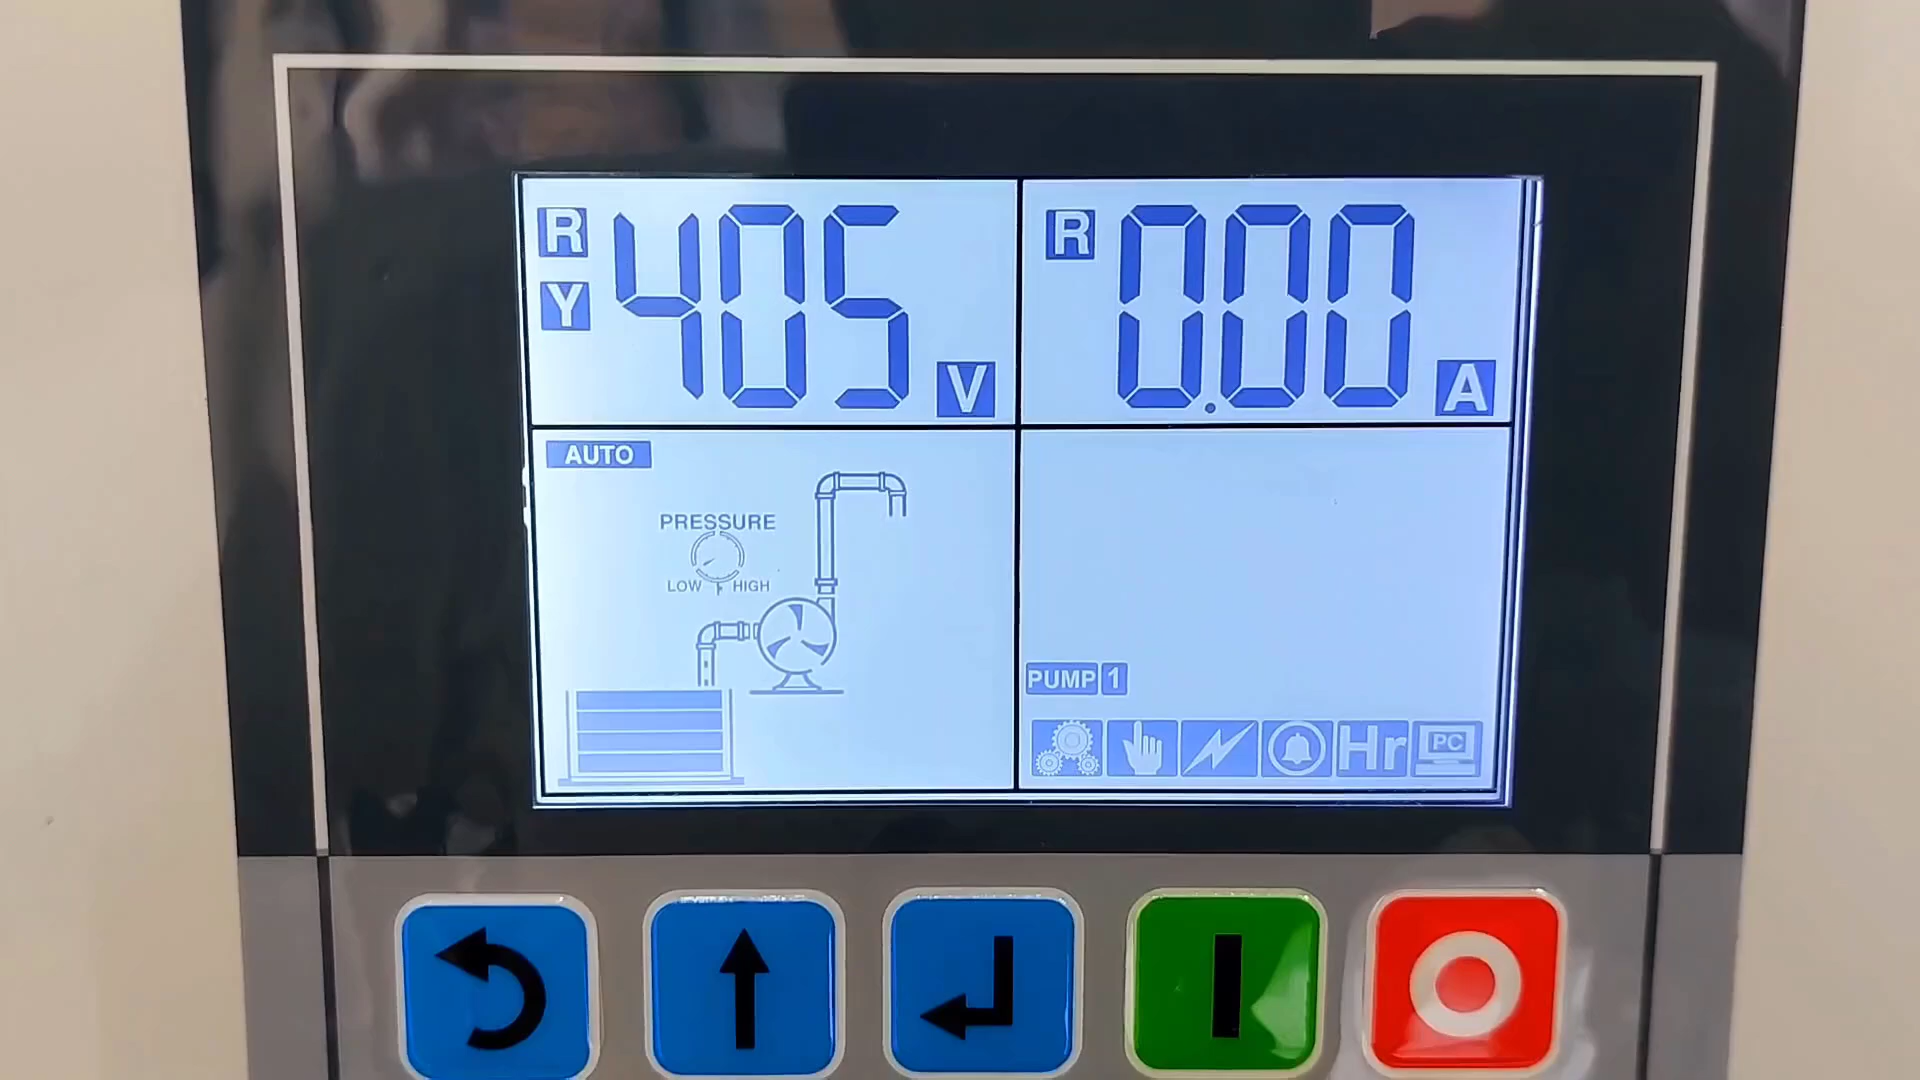 R 405
Y
V
R 0.00
A
AUTO
PRESSURE
LOW HIGH
PUMP 1
Hr PC